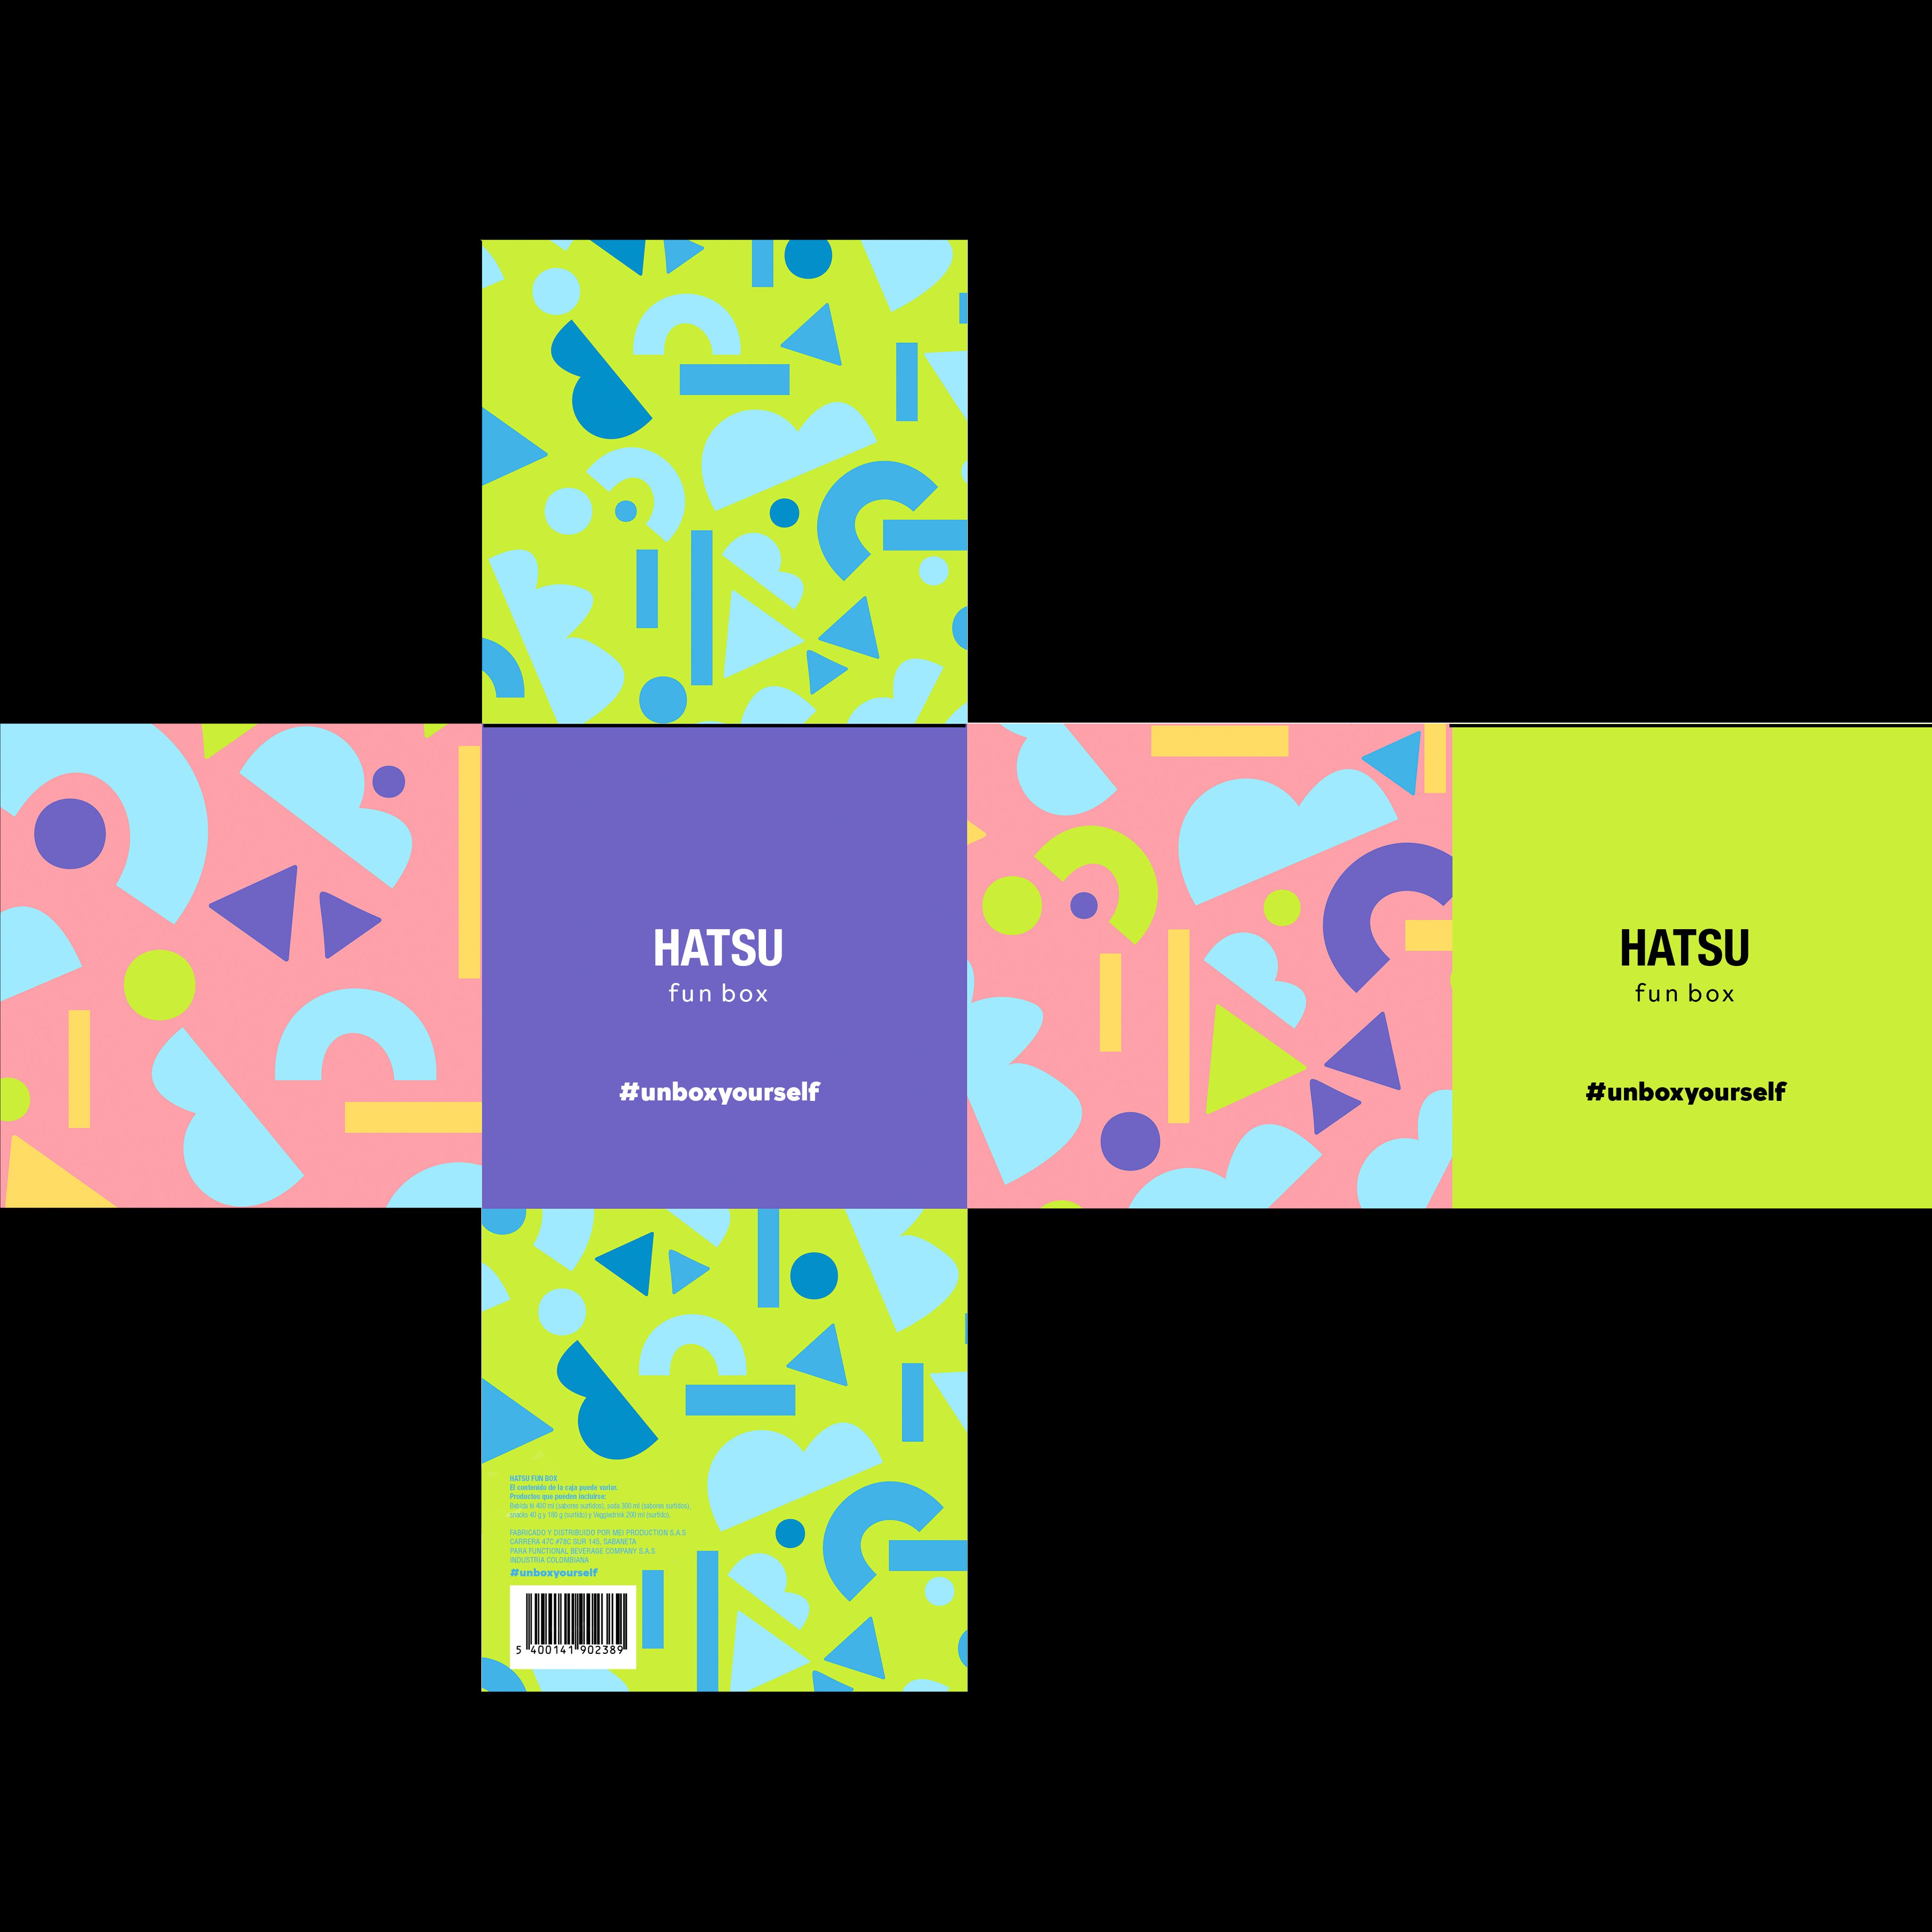 HATSU
fun box
#unboxyourself
HATSU
fun box
#unboxyourself
HATSU FUN BOX
El contenido de la caja puede variar.
Productos que pueden incluirse:
Bebida té 400 ml (sabores surtidos), soda 300 ml (sabores surtidos),
snacks 40 g y 180 g (surtido) y Veggiedrink 200 ml (surtido).
FABRICADO Y DISTRIBUIDO POR MEI PRODUCTION S.A.S
CARRERA 47C #78C SUR 145, SABANETA
PARA FUNCTIONAL BEVERAGE COMPANY S.A.S
INDUSTRIA COLOMBIANA
#unboxyourself
5 400141 902389